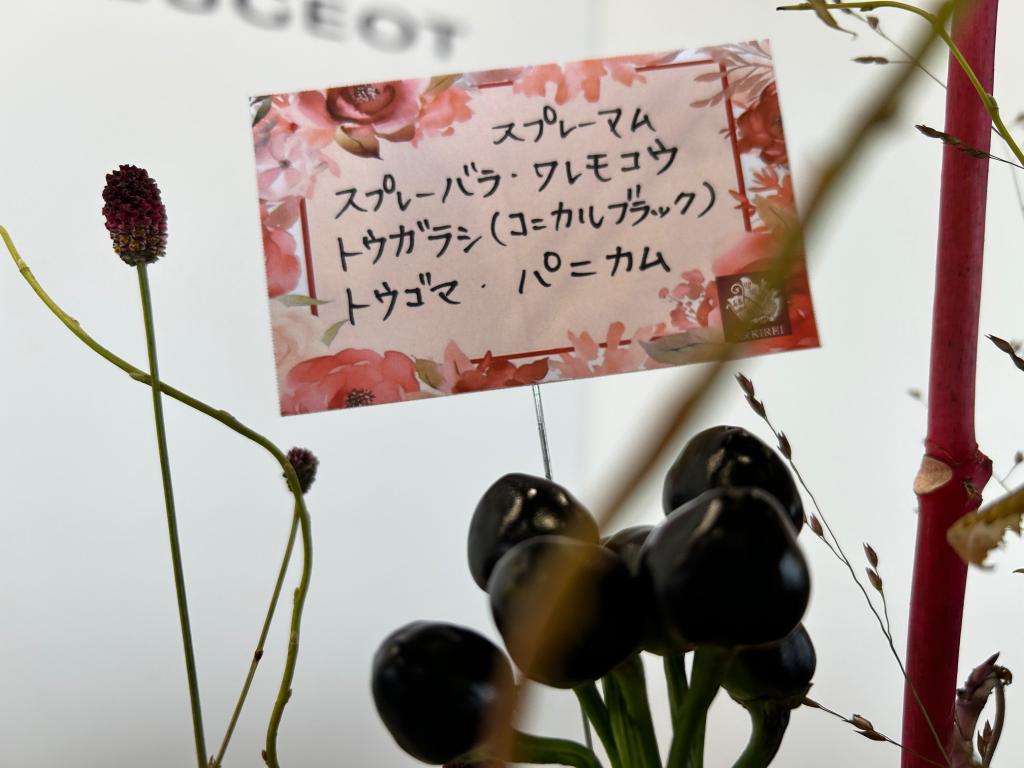 PEUGEOT
スプレーマム
スプレーバラ・ワレモコウ
トウガラシ(コニカルブラック)
トウゴマ・パニカム
KIREI